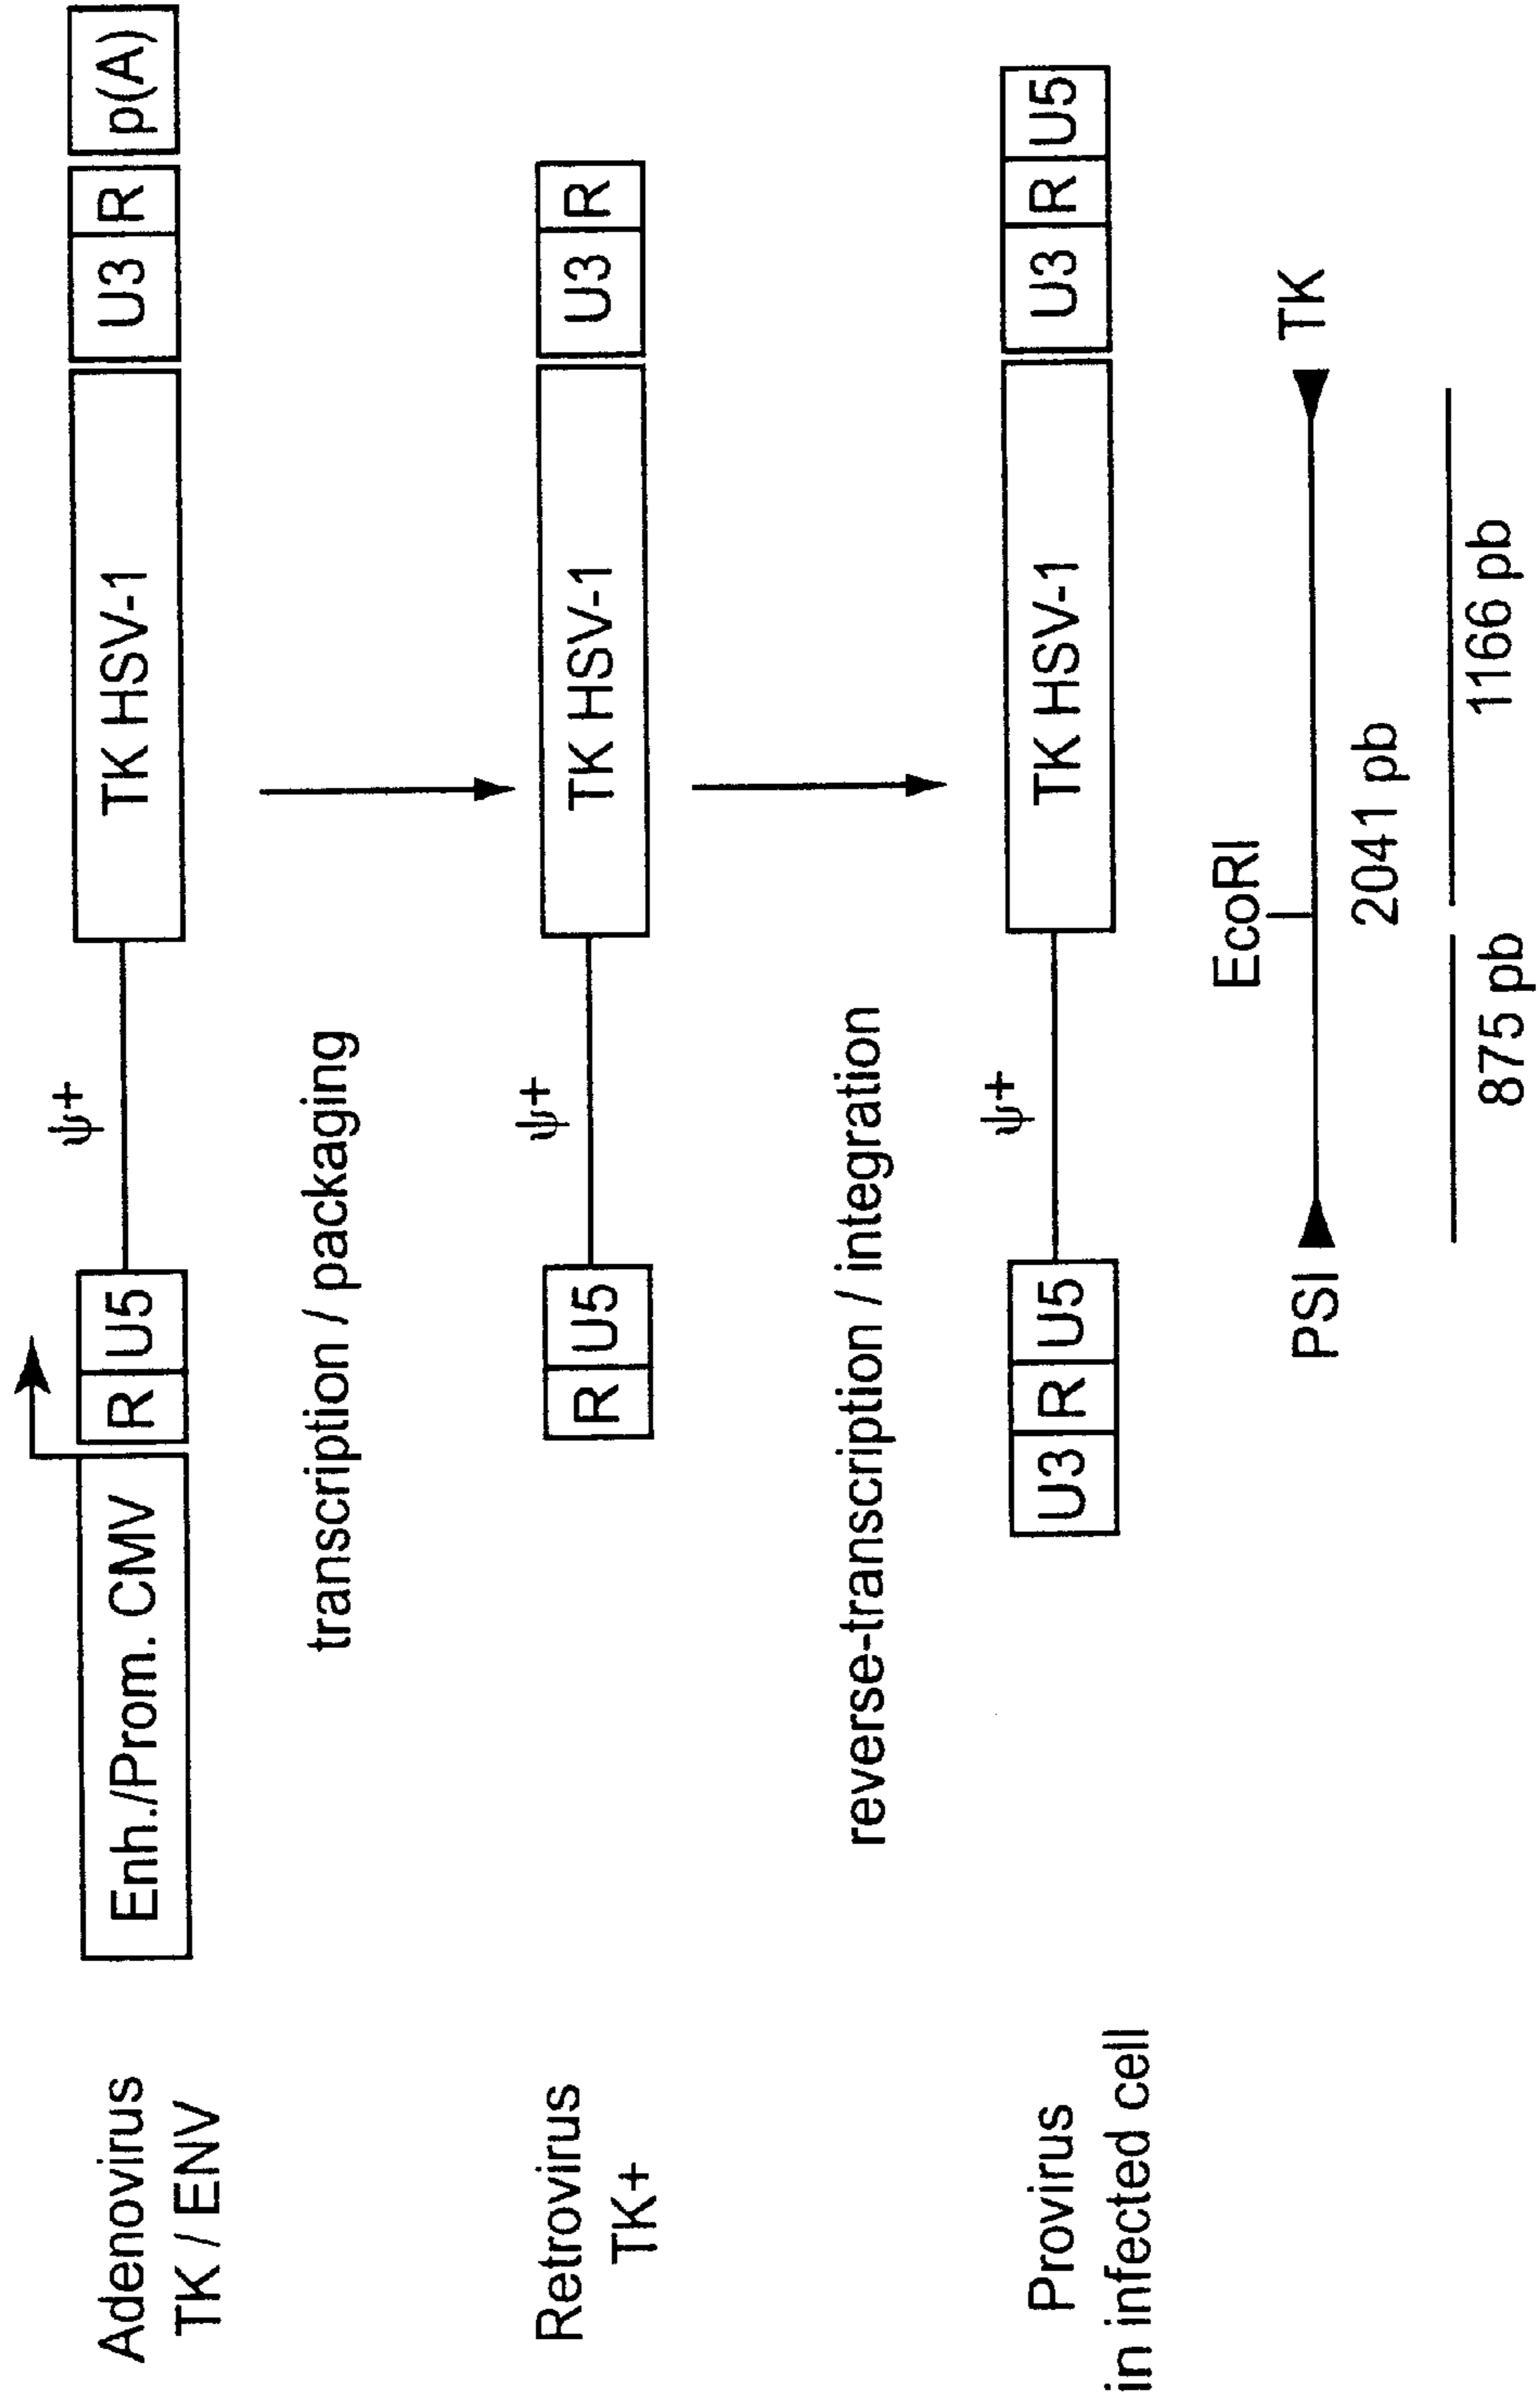 Adenovirus
TK / ENV
Enh./Prom. CMV
R
U5
ψ+
TK HSV-1
U3
R
p(A)
transcription / packaging
Retrovirus
TK+
R
U5
ψ+
TK HSV-1
U3
R
reverse-transcription / integration
Provirus
in infected cell
U3
R
U5
ψ+
TK HSV-1
U3
R
U5
EcoRI
PSI
TK
2041 pb
875 pb
1166 pb